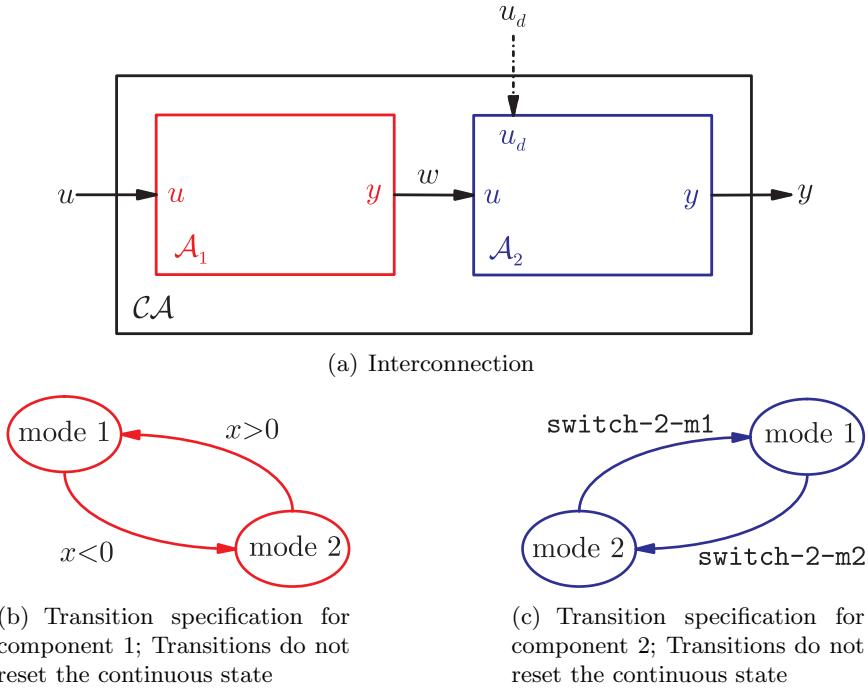 u_d
u_d
u u y w u y y
𝒜₁ 𝒜₂
𝒞𝒜
(a) Interconnection
mode 1 x>0 switch-2-m1 mode 1
x<0 mode 2 mode 2 switch-2-m2
(b) Transition specification for
component 1; Transitions do not
reset the continuous state
(c) Transition specification for
component 2; Transitions do not
reset the continuous state